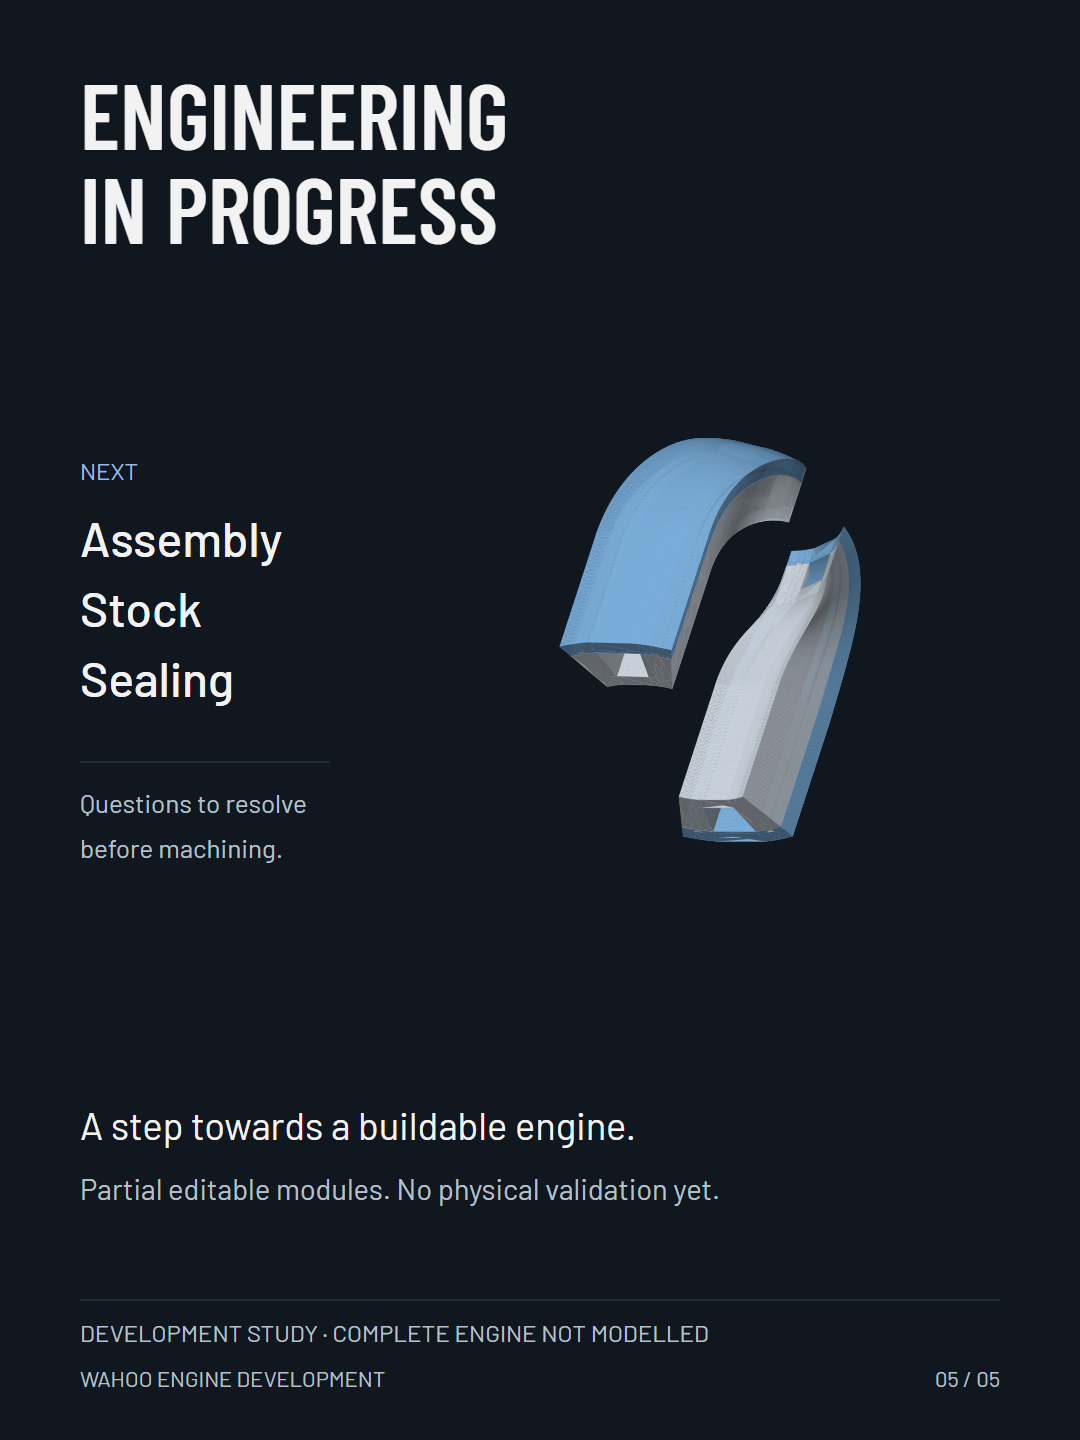 ENGINEERING
IN PROGRESS
NEXT
Assembly
Stock
Sealing
Questions to resolve
before machining.
A step towards a buildable engine.
Partial editable modules. No physical validation yet.
DEVELOPMENT STUDY · COMPLETE ENGINE NOT MODELLED
WAHOO ENGINE DEVELOPMENT
05 / 05